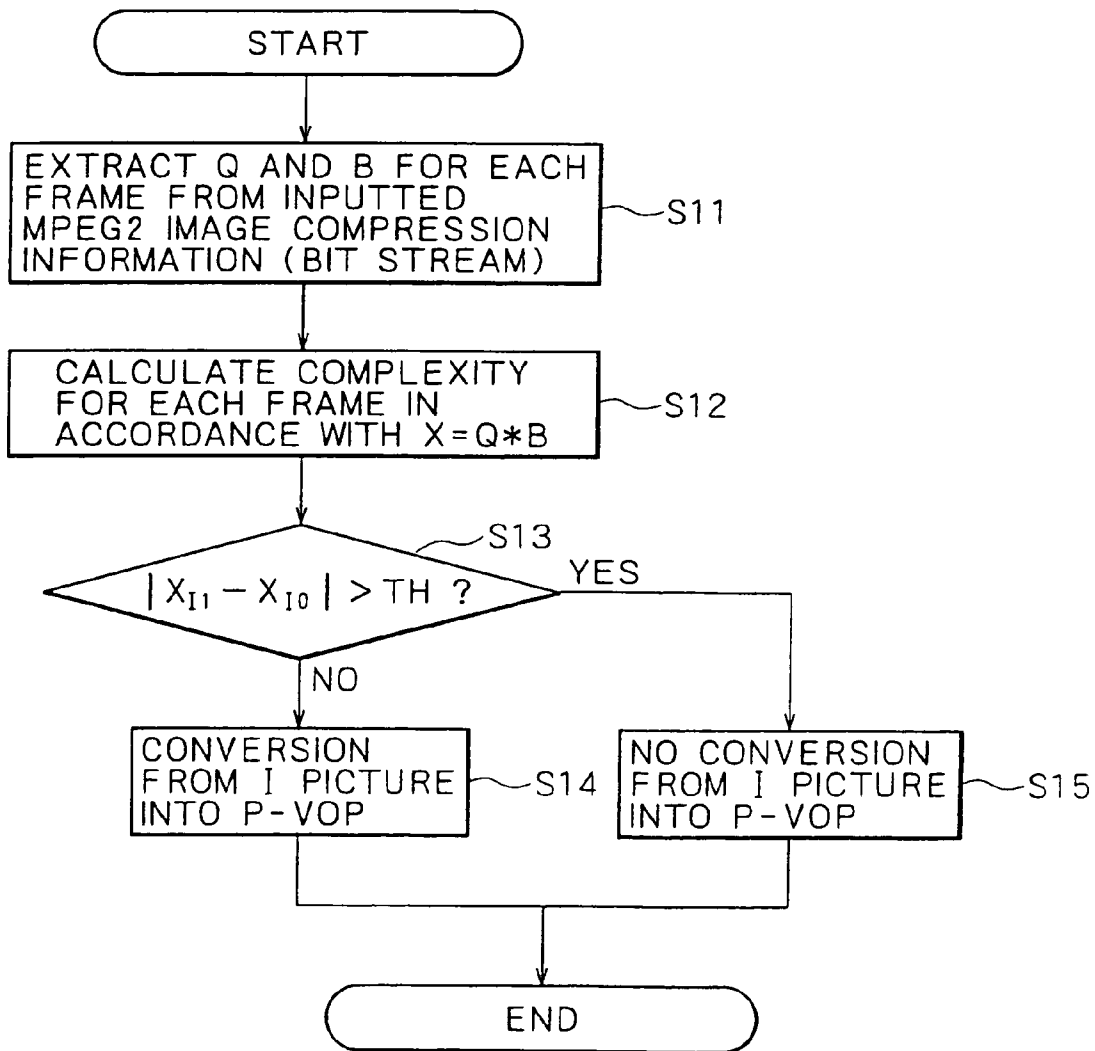 START
EXTRACT Q AND B FOR EACH
FRAME FROM INPUTTED
MPEG2 IMAGE COMPRESSION
INFORMATION (BIT STREAM)
S11
CALCULATE COMPLEXITY
FOR EACH FRAME IN
ACCORDANCE WITH X=Q*B
S12
S13
|X_I1 − X_I0| > TH ?
YES
NO
CONVERSION
FROM I PICTURE
INTO P-VOP
S14
NO CONVERSION
FROM I PICTURE
INTO P-VOP
S15
END